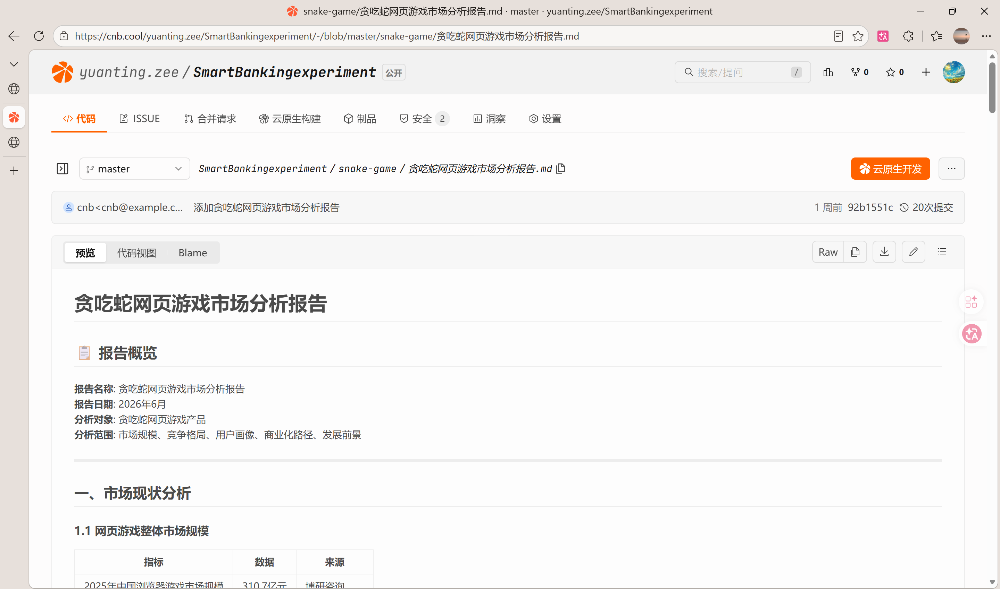 snake-game/贪吃蛇网页游戏市场分析报告.md · master · yuanting.zee/SmartBankingexperiment
https://cnb.cool/yuanting.zee/SmartBankingexperiment/-/blob/master/snake-game/贪吃蛇网页游戏市场分析报告.md
yuanting.zee / SmartBankingexperiment 公开 搜索/提问 / 0 0
代码 ISSUE 合并请求 云原生构建 制品 安全 2 洞察 设置
master SmartBankingexperiment / snake-game / 贪吃蛇网页游戏市场分析报告.md 云原生开发
cnb<cnb@example.c... 添加贪吃蛇网页游戏市场分析报告 1 周前 92b1551c 20次提交
预览 代码视图 Blame Raw
贪吃蛇网页游戏市场分析报告
报告概览
报告名称: 贪吃蛇网页游戏市场分析报告
报告日期: 2026年6月
分析对象: 贪吃蛇网页游戏产品
分析范围: 市场规模、竞争格局、用户画像、商业化路径、发展前景
一、市场现状分析
1.1 网页游戏整体市场规模
指标 数据 来源
2025年中国浏览器游戏市场规模 310.7亿元 博研咨询